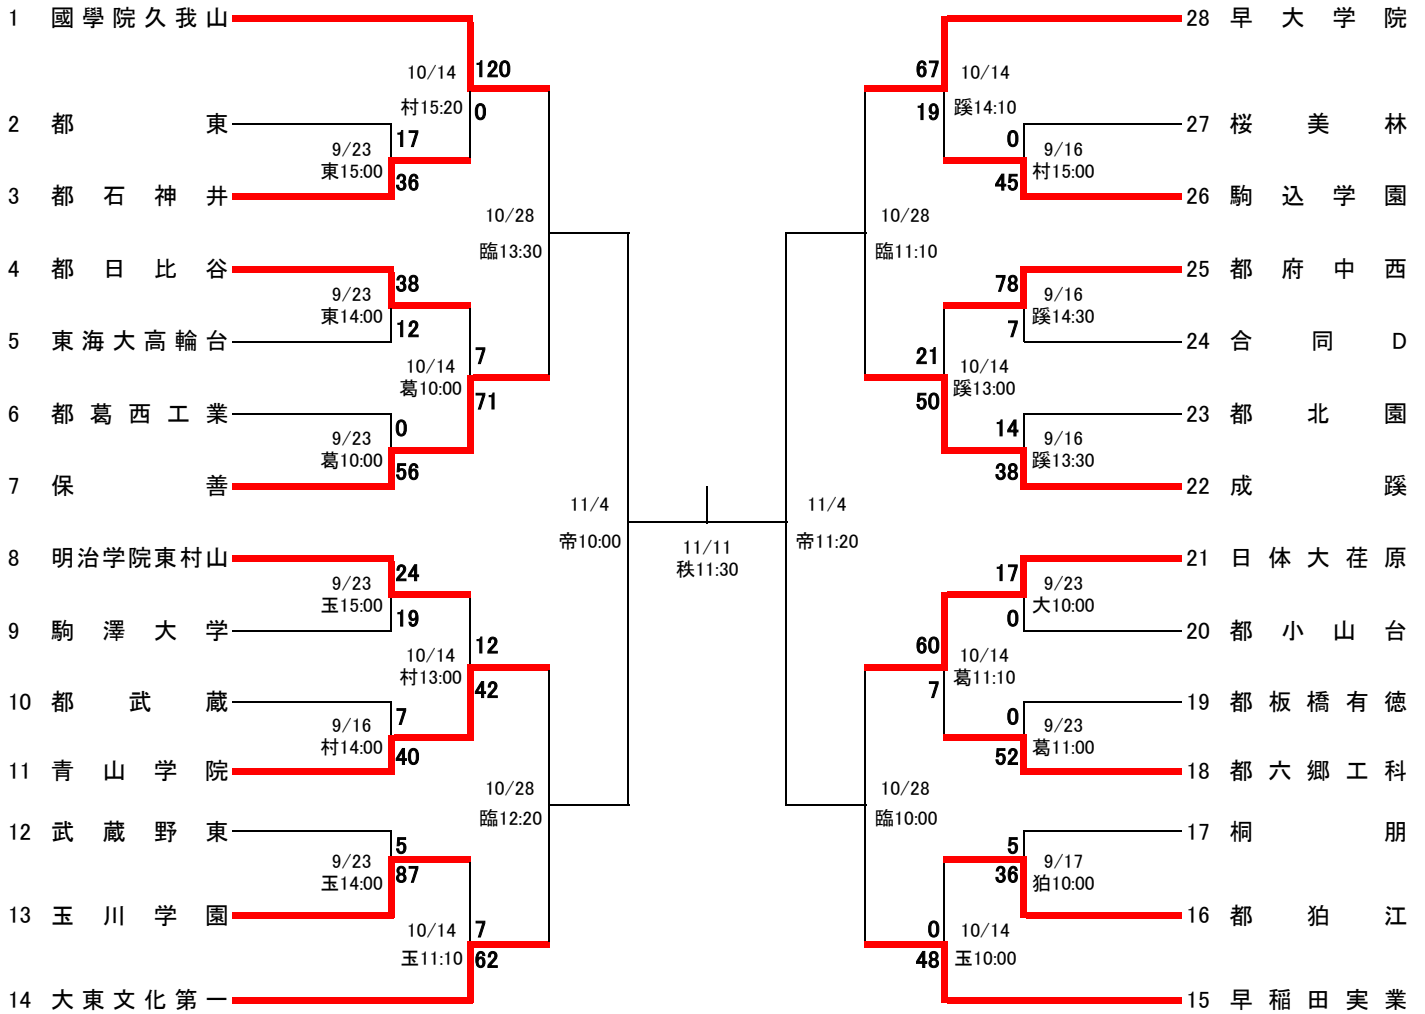 1 國學院久我山
10/14 120
村15:20 0
2 都東
17
9/23
東15:00
36
3 都石神井
10/28
臨13:30
4 都日比谷
38
9/23
東14:00
12
5 東海大高輪台
7
10/14
葛10:00
71
6 都葛西工業
0
9/23
葛10:00
56
7 保善
11/4
帝10:00
8 明治学院東村山
24
9/23
玉15:00
19
9 駒澤大学
12
10/14
村13:00
42
10 都武蔵
7
9/16
村14:00
40
11 青山学院
10/28
臨12:20
12 武蔵野東
5
9/23
玉14:00
87
13 玉川学園
7
10/14
玉11:10
62
14 大東文化第一
11/11
秩11:30
28 早大学院
67 10/14
19 蹊14:10
27 桜美林
0
9/16
村15:00
45
26 駒込学園
10/28
臨11:10
25 都府中西
78
9/16
蹊14:30
7
24 合同D
21
10/14
蹊13:00
50
23 都北園
14
9/16
蹊13:30
38
22 成蹊
11/4
帝11:20
21 日体大荏原
17
9/23
大10:00
0
20 都小山台
60
10/14
葛11:10
7
19 都板橋有徳
0
9/23
葛11:00
52
18 都六郷工科
10/28
臨10:00
17 桐朋
5
9/17
狛10:00
36
16 都狛江
0
10/14
玉10:00
48
15 早稲田実業